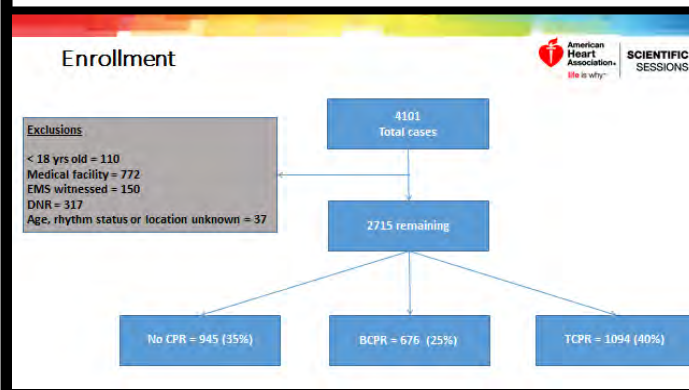 Enrollment
American
Heart
Association®
life is why™
SCIENTIFIC
SESSIONS
4101
Total cases
Exclusions
< 18 yrs old = 110
Medical facility = 772
EMS witnessed = 150
DNR = 317
Age, rhythm status or location unknown = 37
2715 remaining
No CPR = 945 (35%)
BCPR = 676 (25%)
TCPR = 1094 (40%)